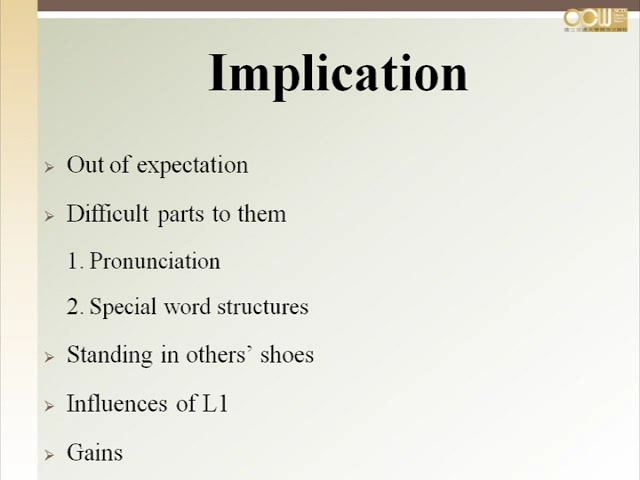 OCW
Implication
Out of expectation
Difficult parts to them
1. Pronunciation
2. Special word structures
Standing in others’ shoes
Influences of L1
Gains